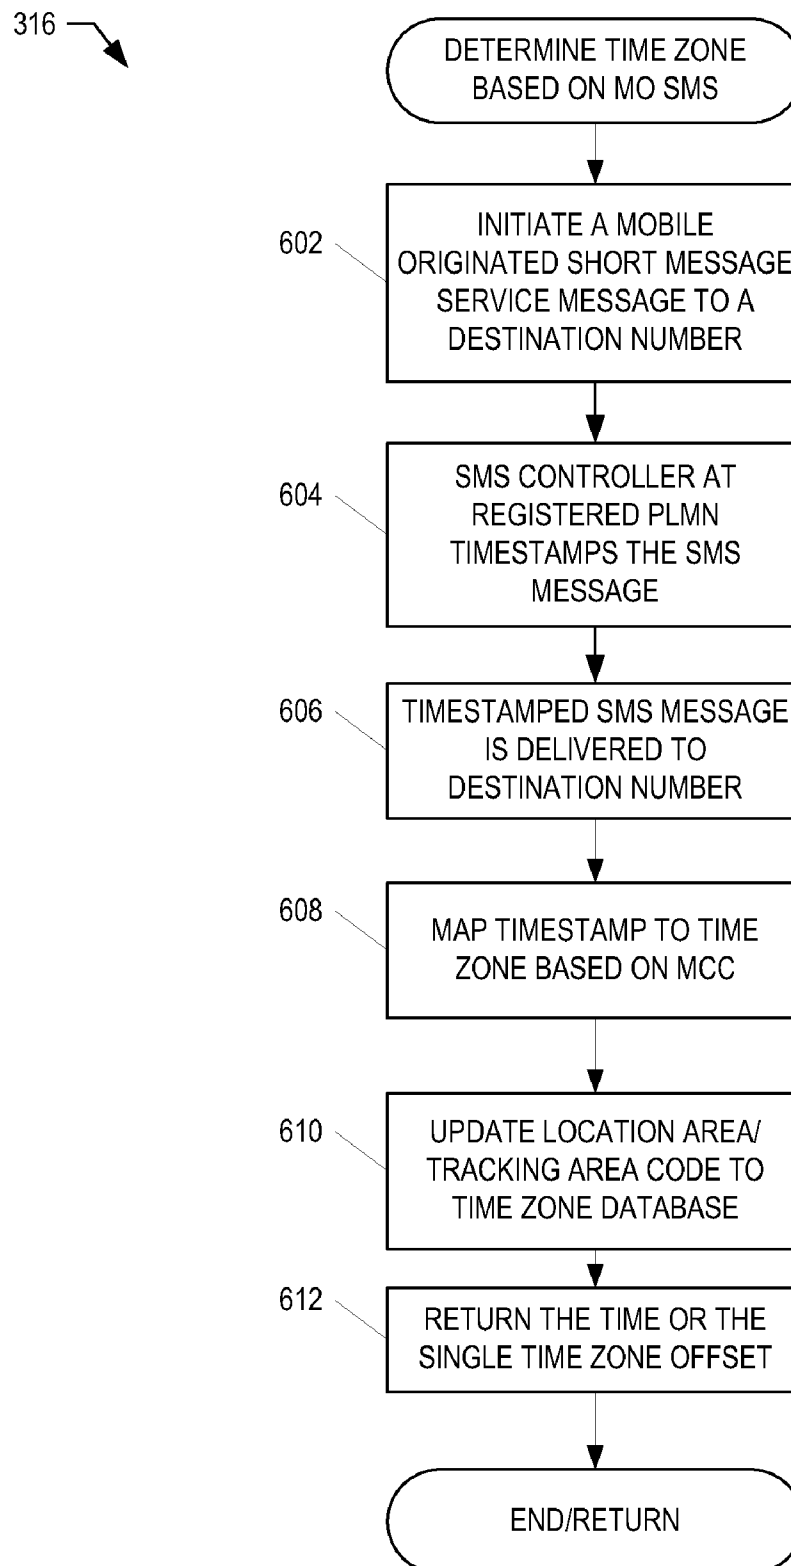 316
DETERMINE TIME ZONE
BASED ON MO SMS
602
INITIATE A MOBILE
ORIGINATED SHORT MESSAGE
SERVICE MESSAGE TO A
DESTINATION NUMBER
604
SMS CONTROLLER AT
REGISTERED PLMN
TIMESTAMPS THE SMS
MESSAGE
606
TIMESTAMPED SMS MESSAGE
IS DELIVERED TO
DESTINATION NUMBER
608
MAP TIMESTAMP TO TIME
ZONE BASED ON MCC
610
UPDATE LOCATION AREA/
TRACKING AREA CODE TO
TIME ZONE DATABASE
612
RETURN THE TIME OR THE
SINGLE TIME ZONE OFFSET
END/RETURN